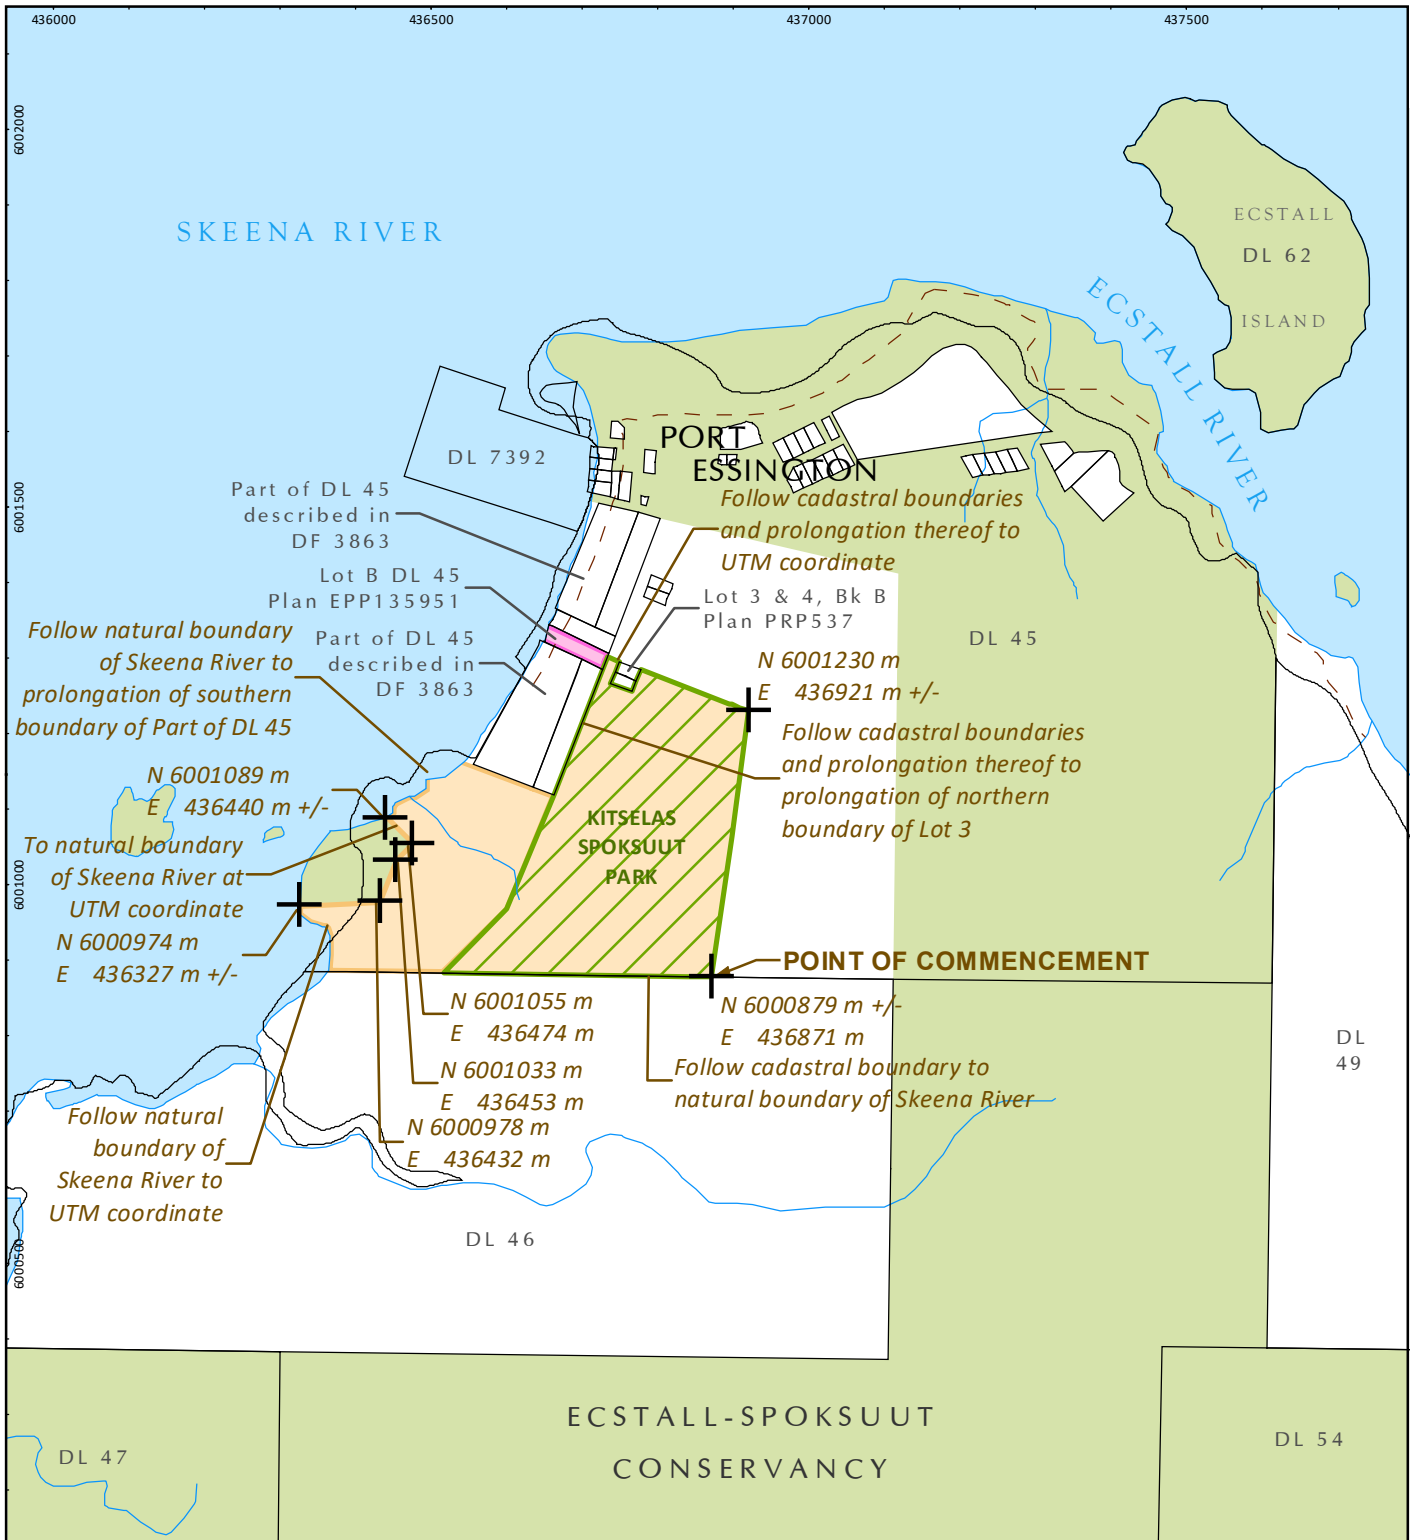 436000
436500
437000
437500
6002000
6001500
6001000
6000500
SKEENA RIVER
ECSTALL
DL 62
ISLAND
ECSTALL RIVER
PORT
ESSINGTON
DL 7392
Part of DL 45
described in
DF 3863
Lot B DL 45
Plan EPP135951
Part of DL 45
described in
DF 3863
Follow cadastral boundaries
and prolongation thereof to
UTM coordinate
Lot 3 & 4, Bk B
Plan PRP537
DL 45
Follow natural boundary
of Skeena River to
prolongation of southern
boundary of Part of DL 45
N 6001230 m
E 436921 m +/-
Follow cadastral boundaries
and prolongation thereof to
prolongation of northern
boundary of Lot 3
N 6001089 m
E 436440 m +/-
To natural boundary
of Skeena River at
UTM coordinate
N 6000974 m
E 436327 m +/-
KITSELAS
SPOKSUUT
PARK
POINT OF COMMENCEMENT
N 6000879 m +/-
E 436871 m
N 6001055 m
E 436474 m
N 6001033 m
E 436453 m
N 6000978 m
E 436432 m
Follow cadastral boundary to
natural boundary of Skeena River
DL
49
Follow natural
boundary of
Skeena River to
UTM coordinate
DL 46
ECSTALL-SPOKSUUT
CONSERVANCY
DL 47
DL 54